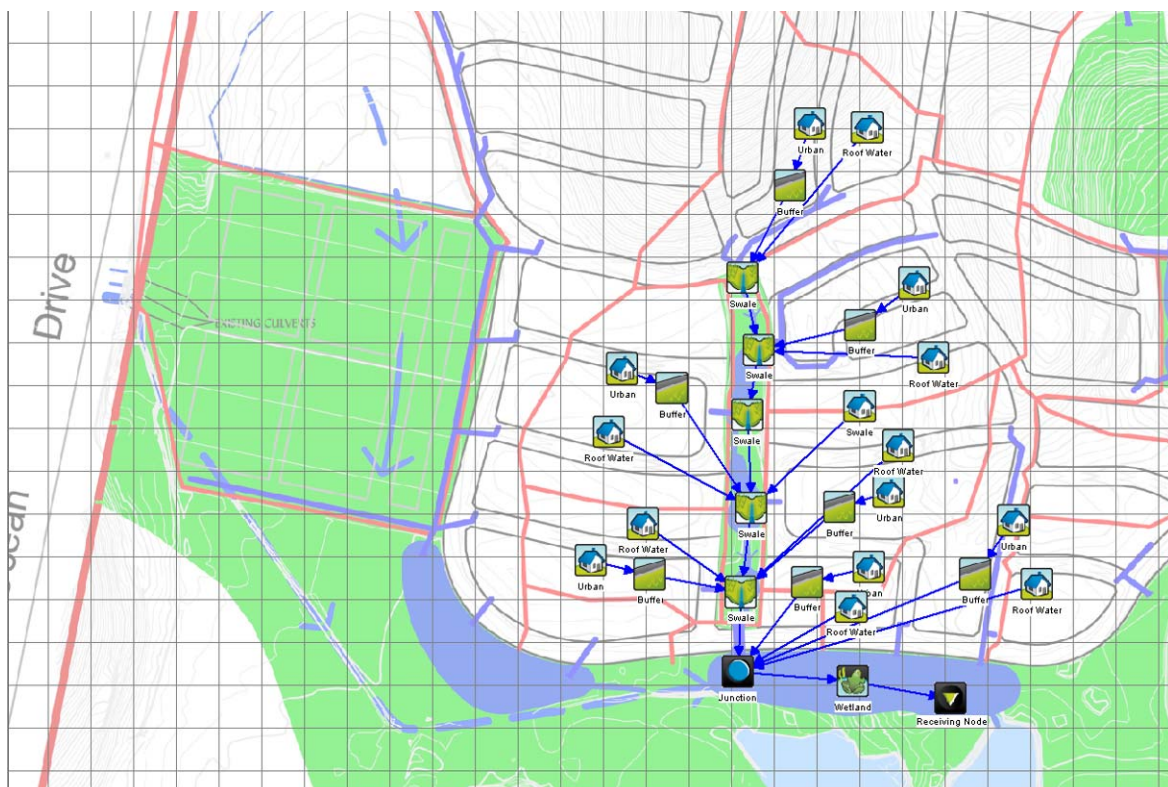 Urban
Roof Water
Buffer
Swale
Drive
EXISTING CULVERTS
Urban
Buffer
Swale
Roof Water
Urban
Buffer
Swale
Swale
Roof Water
Roof Water
Urban
Buffer
Swale
Urban
Roof Water
Urban
Buffer
Buffer
Urban
Buffer
Roof Water
Swale
Roof Water
Junction
Wetland
Receiving Node